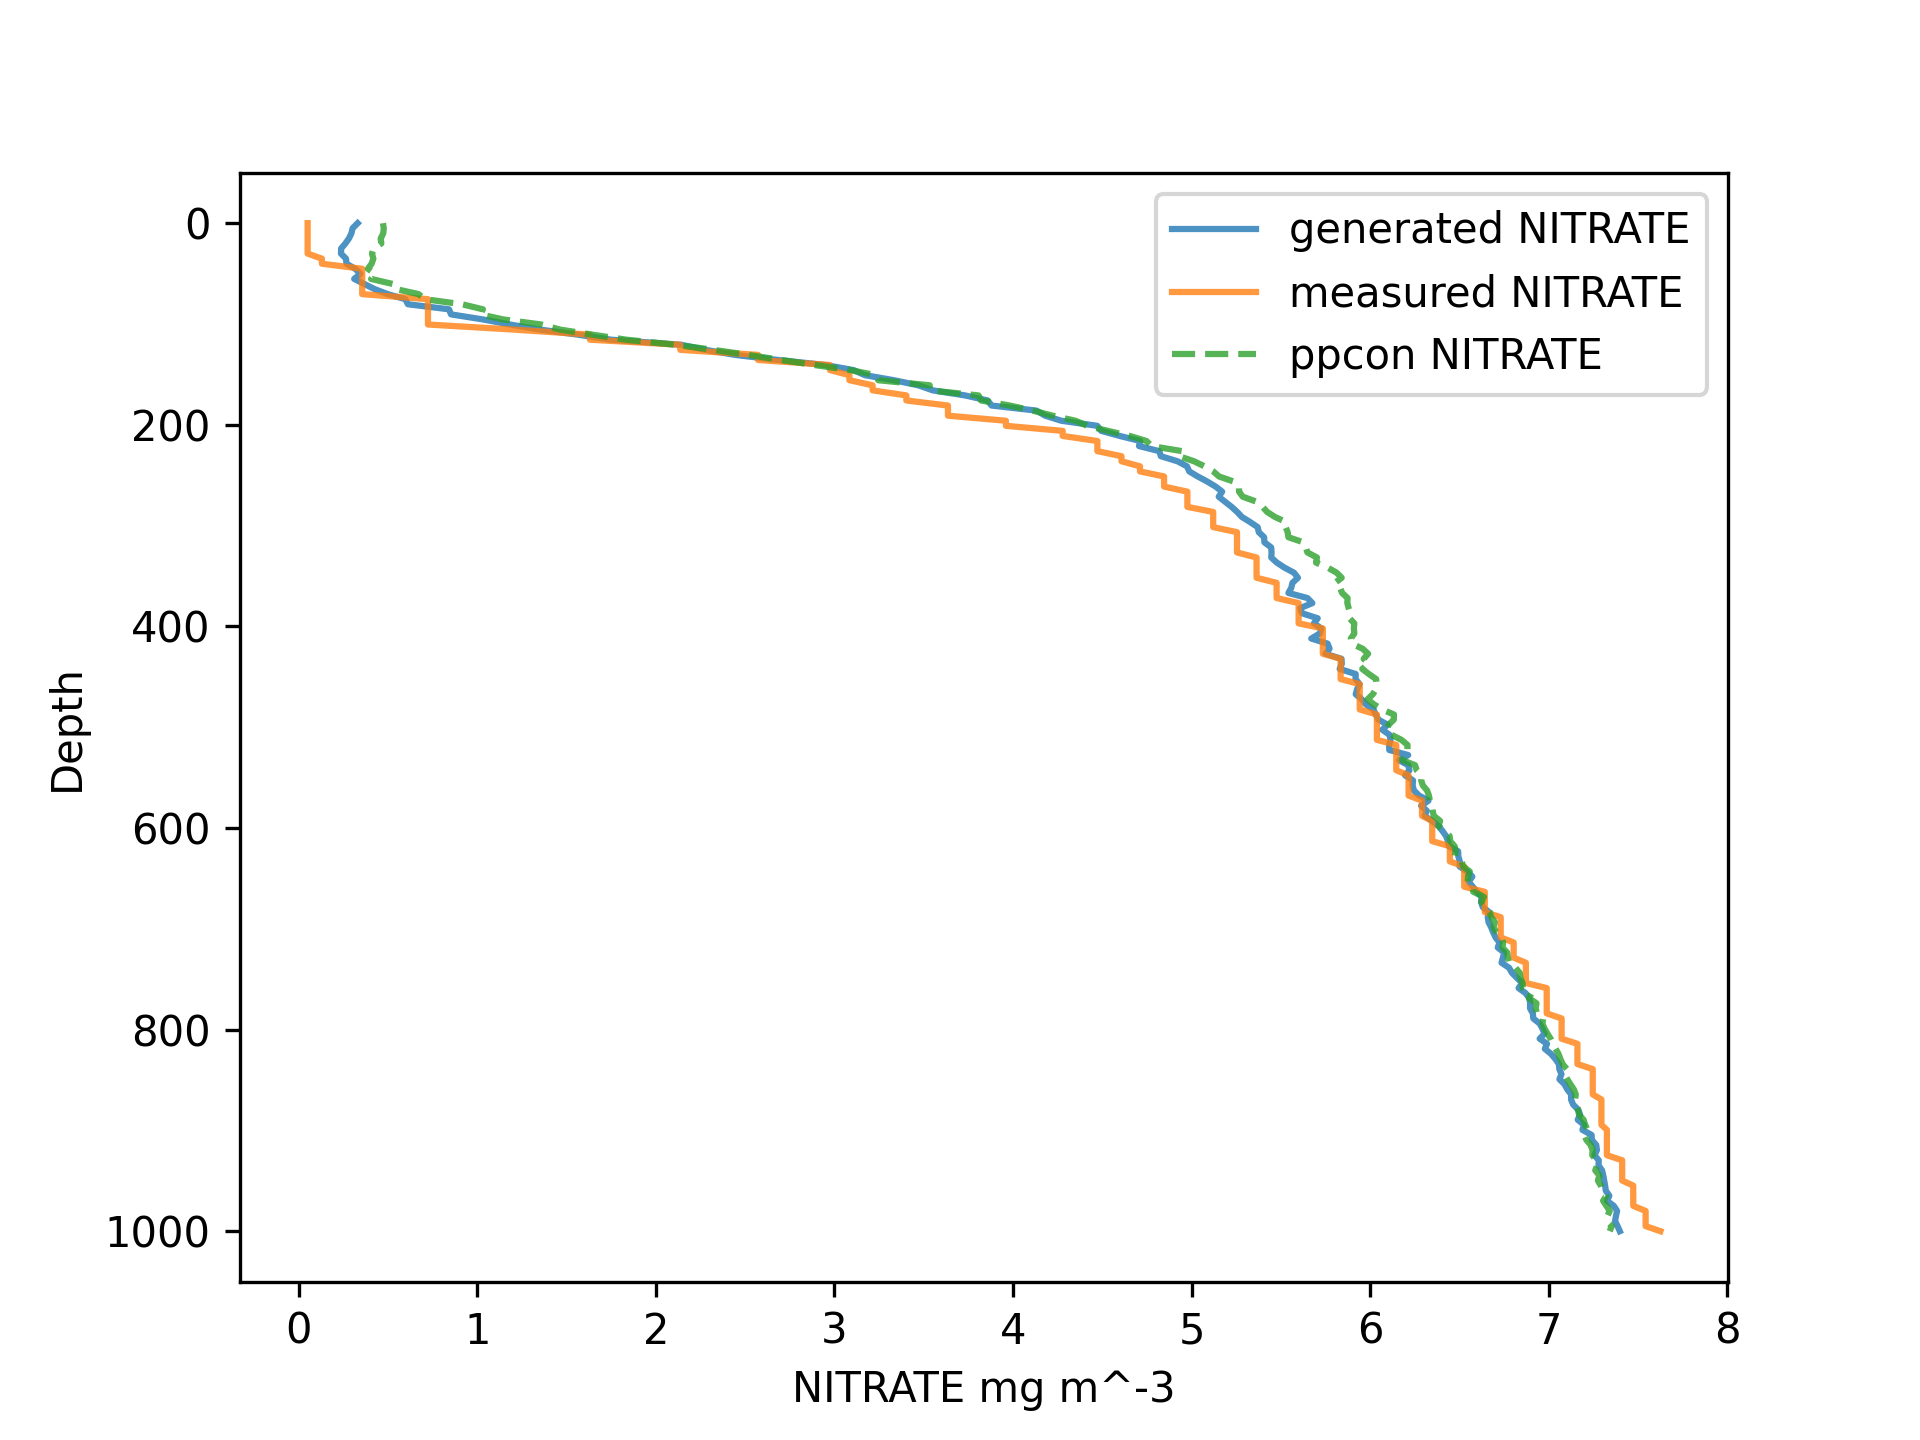 generated NITRATE
measured NITRATE
ppcon NITRATE
0
200
400
600
800
1000
Depth
0 1 2 3 4 5 6 7 8
NITRATE mg m^-3